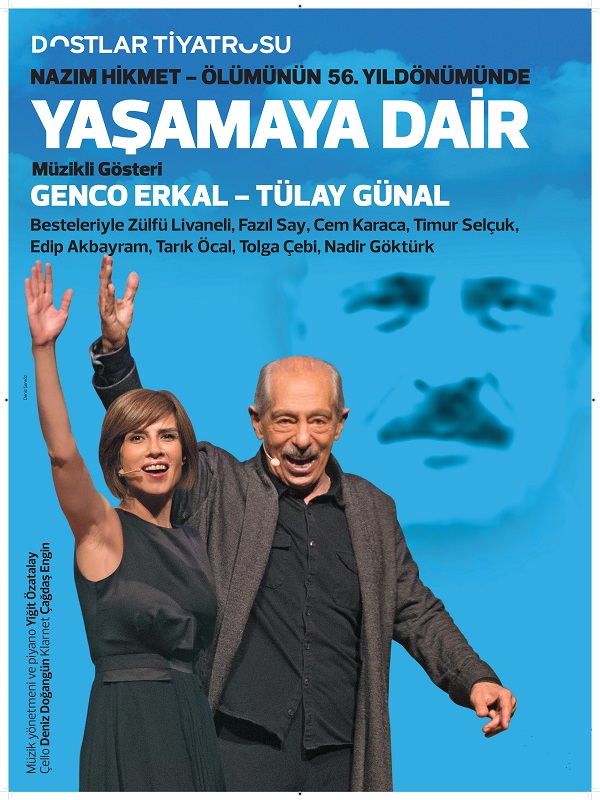 DOSTLAR TİYATROSU
NAZIM HİKMET – ÖLÜMÜNÜN 56. YILDÖNÜMÜNDE
YAŞAMAYA DAİR
Müzikli Gösteri
GENCO ERKAL – TÜLAY GÜNAL
Besteleriyle Zülfü Livaneli, Fazıl Say, Cem Karaca, Timur Selçuk,
Edip Akbayram, Tarık Öcal, Tolga Çebi, Nadir Göktürk
Müzik yönetmeni ve piyano Yiğit Özatalay
Çello Deniz Doğangün Klarnet Çağdaş Engin